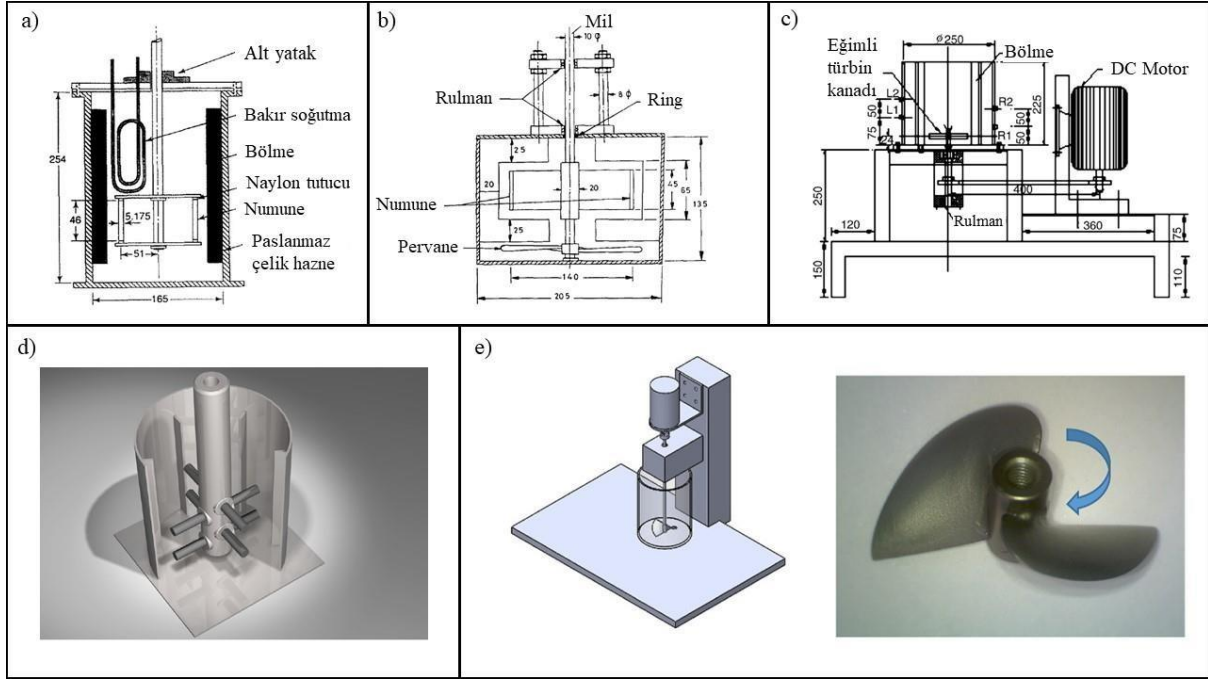 a)
Alt yatak
Bakır soğutma
Bölme
Naylon tutucu
Numune
Paslanmaz
çelik hazne
254
46
5,175
51
165
b)
Mil
10 φ
8 φ
Rulman
Ring
25
20
20
45
65
135
Numune
25
Pervane
140
205
c)
Ø 250
Bölme
Eğimli
türbin
kanadı
DC Motor
L2
L1
R2
R1
50
75
24
50
50
225
400
Rulman
250
120
360
75
150
110
d)
e)